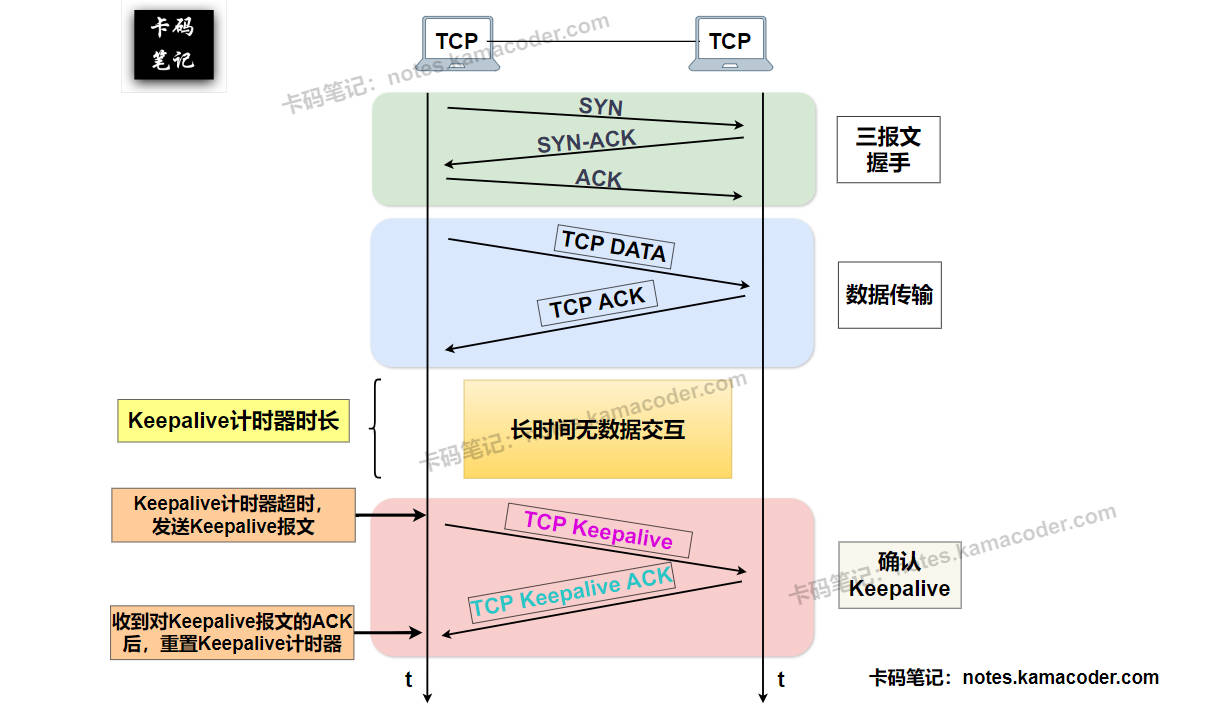 卡码
笔记
TCP
TCP
卡码笔记：notes.kamacoder.com
SYN
SYN-ACK
ACK
三报文
握手
TCP DATA
TCP ACK
数据传输
Keepalive计时器时长
长时间无数据交互
卡码笔记：notes.kamacoder.com
Keepalive计时器超时，
发送Keepalive报文
TCP Keepalive
TCP Keepalive ACK
确认
Keepalive
卡码笔记：notes.kamacoder.com
收到对Keepalive报文的ACK
后，重置Keepalive计时器
t
t
卡码笔记：notes.kamacoder.com